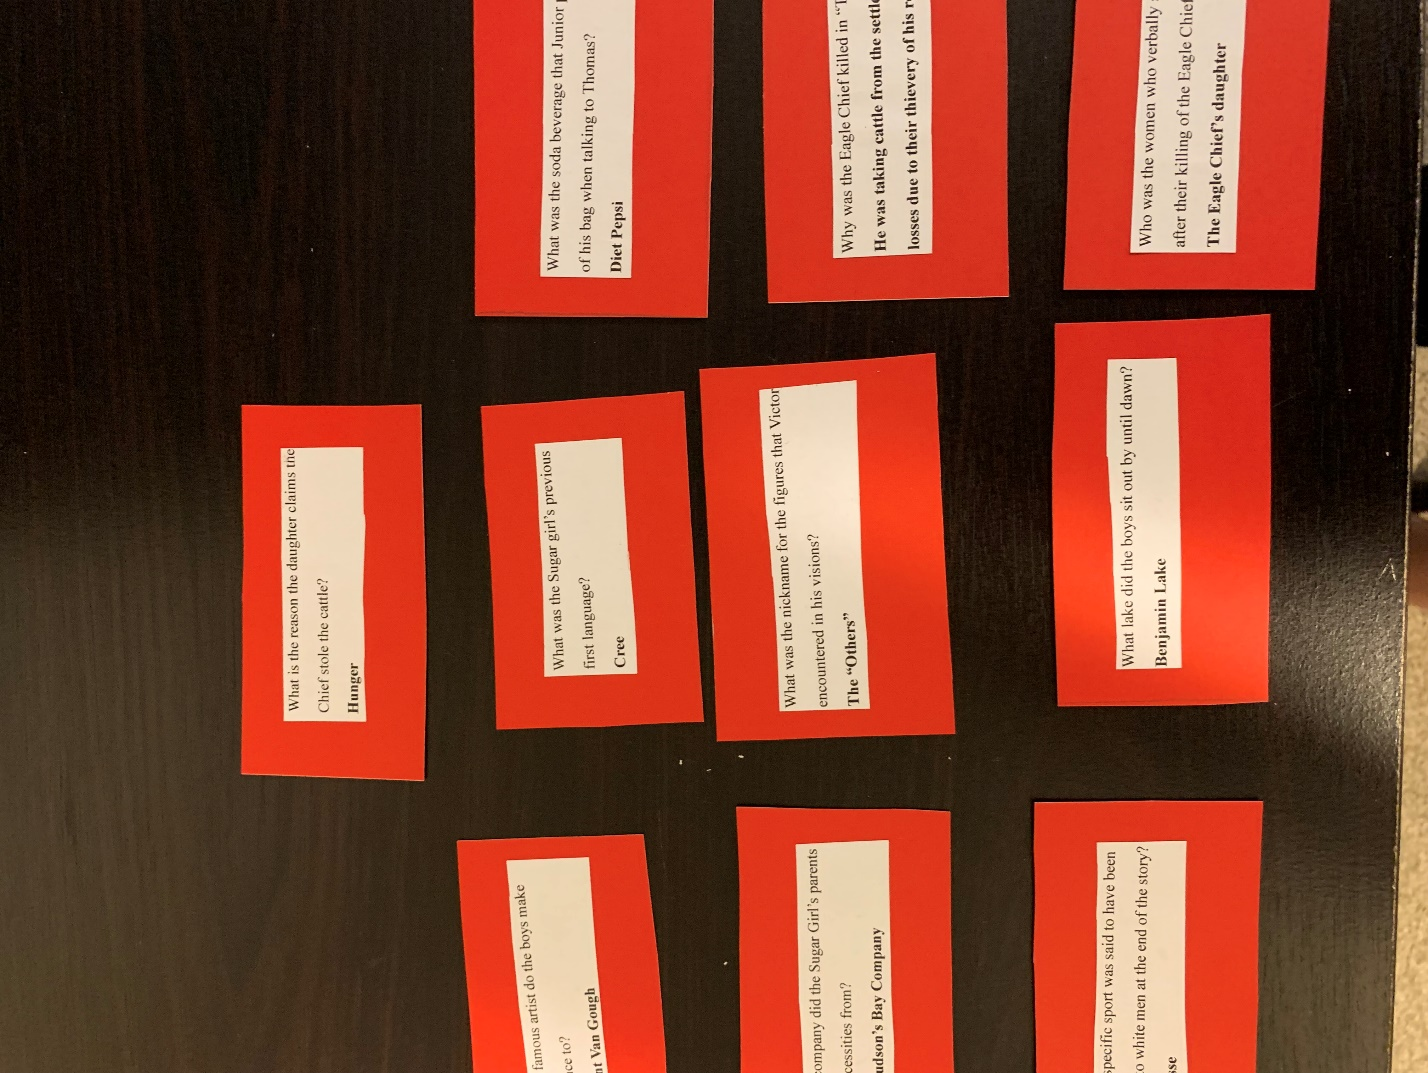 What was the soda beverage that Junior
of his bag when talking to Thomas?
Diet Pepsi
Why was the Eagle Chief killed in “T
He was taking cattle from the settle
losses due to their thievery of his r
Who was the women who verbally
after their killing of the Eagle Chief
The Eagle Chief’s daughter
What is the reason the daughter claims the
Chief stole the cattle?
Hunger
What was the Sugar girl’s previous
first language?
Cree
What was the nickname for the figures that Victor
encountered in his visions?
The “Others”
What lake did the boys sit out by until dawn?
Benjamin Lake
famous artist do the boys make
ce to?
nt Van Gough
ompany did the Sugar Girl’s parents
cessities from?
udson’s Bay Company
specific sport was said to have been
o white men at the end of the story?
sse